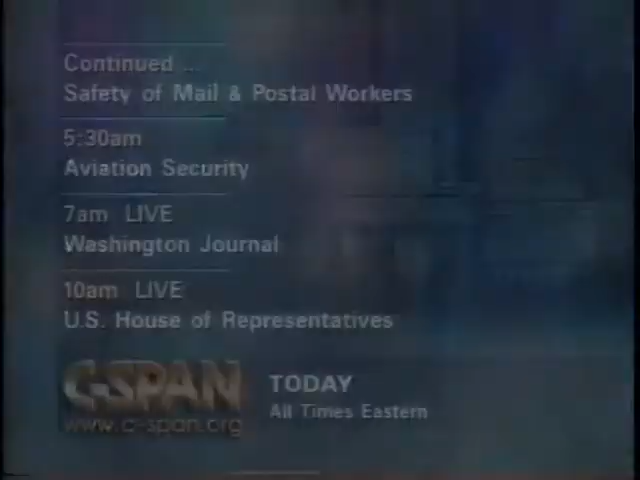 Continued ...
Safety of Mail & Postal Workers
5:30am
Aviation Security
7am LIVE
Washington Journal
10am LIVE
U.S. House of Representatives
C-SPAN
www.c-span.org
TODAY
All Times Eastern